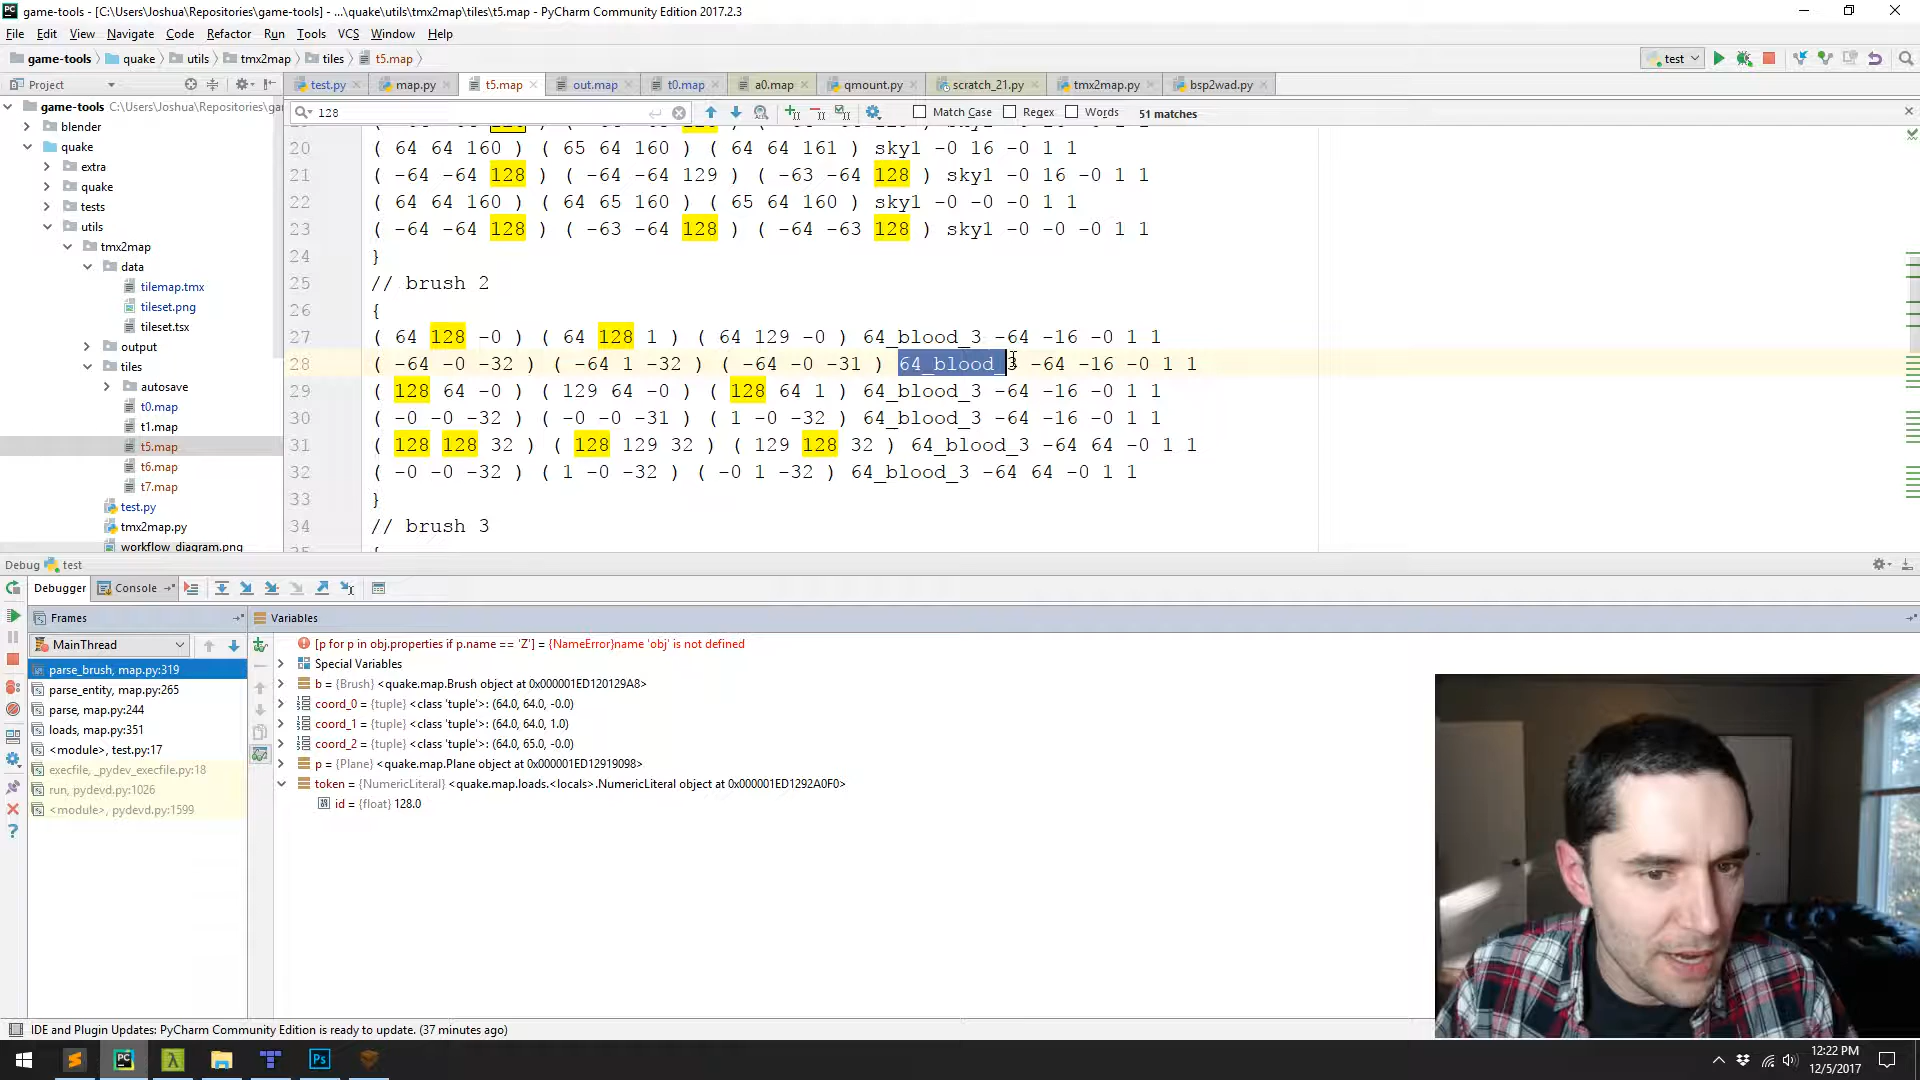 game-tools - [C:\Users\Joshua\Repositories\game-tools] - ...\quake\utils\tmx2map\tiles\t5.map - PyCharm Community Edition 2017.2.3
File Edit View Navigate Code Refactor Run Tools VCS Window Help
game-tools quake utils tmx2map tiles t5.map test
Project test.py map.py t5.map out.map t0.map a0.map qmount.py scratch_21.py tmx2map.py bsp2wad.py
game-tools C:\Users\Joshua\Repositories\ga
blender
quake
extra
quake
tests
utils
tmx2map
data
tilemap.tmx
tileset.png
tileset.tsx
output
tiles
autosave
t0.map
t1.map
t5.map
t6.map
t7.map
test.py
tmx2map.py
workflow_diagram.png
128 Match Case Regex Words 51 matches
20 ( 64 64 160 ) ( 65 64 160 ) ( 64 64 161 ) sky1 -0 16 -0 1 1
21 ( -64 -64 128 ) ( -64 -64 129 ) ( -63 -64 128 ) sky1 -0 16 -0 1 1
22 ( 64 64 160 ) ( 64 65 160 ) ( 65 64 160 ) sky1 -0 -0 -0 1 1
23 ( -64 -64 128 ) ( -63 -64 128 ) ( -64 -63 128 ) sky1 -0 -0 -0 1 1
24 }
25 // brush 2
26 {
27 ( 64 128 -0 ) ( 64 128 1 ) ( 64 129 -0 ) 64_blood_3 -64 -16 -0 1 1
28 ( -64 -0 -32 ) ( -64 1 -32 ) ( -64 -0 -31 ) 64_blood_3 -64 -16 -0 1 1
29 ( 128 64 -0 ) ( 129 64 -0 ) ( 128 64 1 ) 64_blood_3 -64 -16 -0 1 1
30 ( -0 -0 -32 ) ( -0 -0 -31 ) ( 1 -0 -32 ) 64_blood_3 -64 -16 -0 1 1
31 ( 128 128 32 ) ( 128 129 32 ) ( 129 128 32 ) 64_blood_3 -64 64 -0 1 1
32 ( -0 -0 -32 ) ( 1 -0 -32 ) ( -0 1 -32 ) 64_blood_3 -64 64 -0 1 1
33 }
34 // brush 3
Debug test
Debugger Console
Frames
MainThread
parse_brush, map.py:319
parse_entity, map.py:265
parse, map.py:244
loads, map.py:351
<module>, test.py:17
execfile, _pydev_execfile.py:18
run, pydevd.py:1026
<module>, pydevd.py:1599
Variables
[p for p in obj.properties if p.name == 'Z'] = {NameError}name 'obj' is not defined
Special Variables
b = {Brush} <quake.map.Brush object at 0x000001ED120129A8>
coord_0 = {tuple} <class 'tuple'>: (64.0, 64.0, -0.0)
coord_1 = {tuple} <class 'tuple'>: (64.0, 64.0, 1.0)
coord_2 = {tuple} <class 'tuple'>: (64.0, 65.0, -0.0)
p = {Plane} <quake.map.Plane object at 0x000001ED12919098>
token = {NumericLiteral} <quake.map.loads.<locals>.NumericLiteral object at 0x000001ED1292A0F0>
id = {float} 128.0
IDE and Plugin Updates: PyCharm Community Edition is ready to update. (37 minutes ago)
12:22 PM
12/5/2017